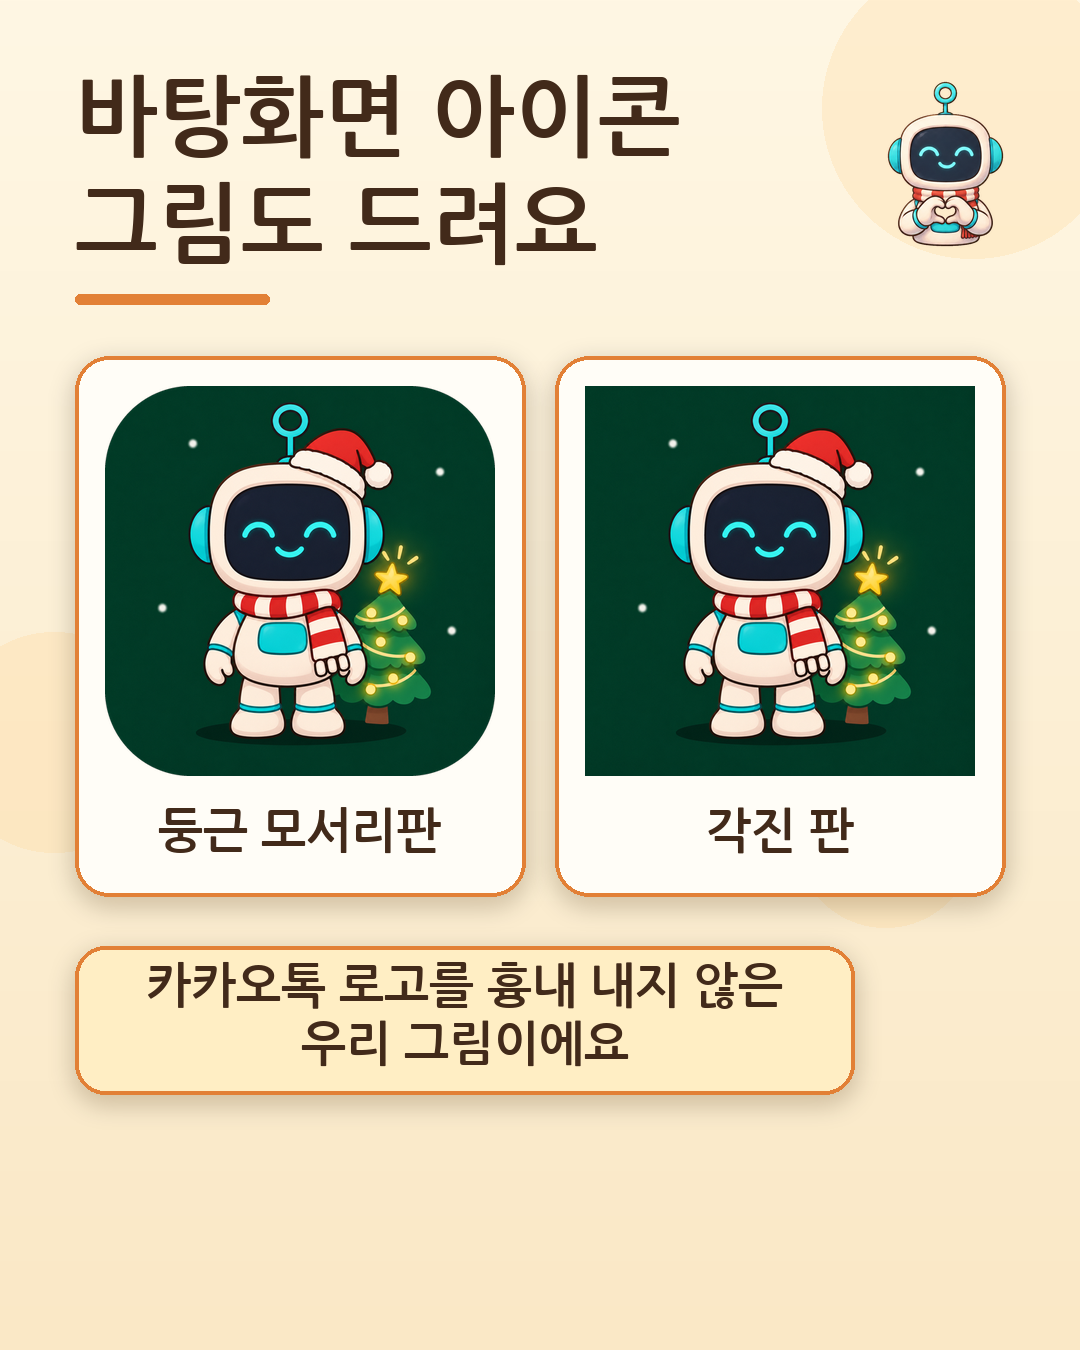 바탕화면 아이콘
그림도 드려요
둥근 모서리판
각진 판
카카오톡 로고를 흉내 내지 않은
우리 그림이에요